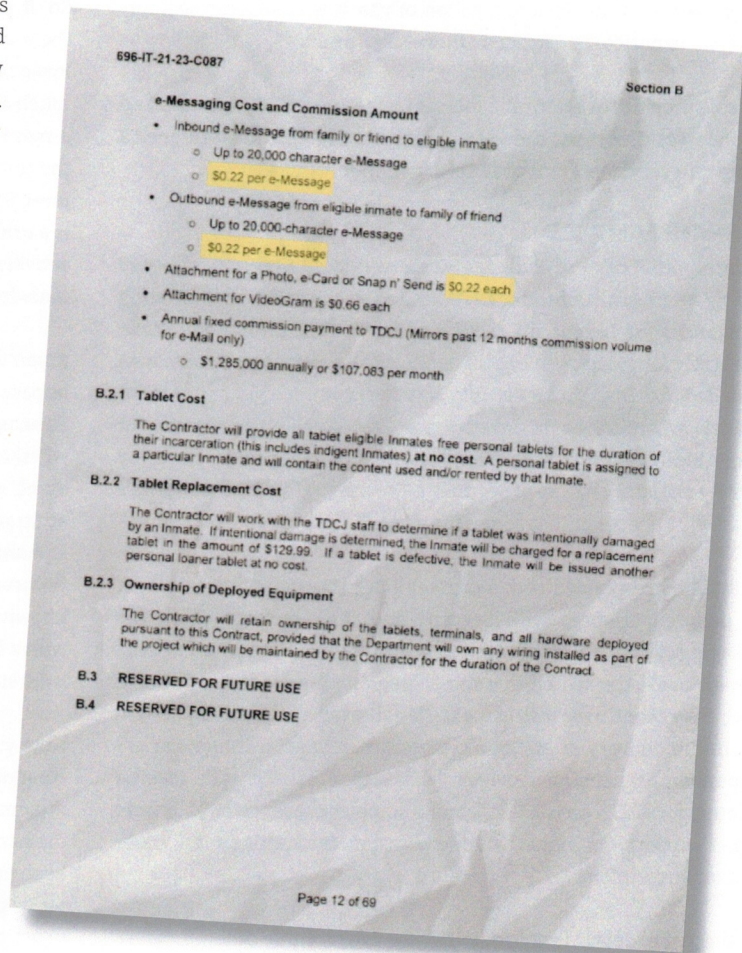 s
d
696-IT-21-23-C087
Section B
e-Messaging Cost and Commission Amount
• Inbound e-Message from family or friend to eligible inmate
o Up to 20,000 character e-Message
o $0.22 per e-Message
• Outbound e-Message from eligible inmate to family of friend
o Up to 20,000-character e-Message
o $0.22 per e-Message
• Attachment for a Photo, e-Card or Snap n' Send is $0.22 each
• Attachment for VideoGram is $0.66 each
• Annual fixed commission payment to TDCJ (Mirrors past 12 months commission volume
for e-Mail only)
o $1,285,000 annually or $107,083 per month
B.2.1 Tablet Cost
The Contractor will provide all tablet eligible Inmates free personal tablets for the duration of
their incarceration (this includes indigent Inmates) at no cost. A personal tablet is assigned to
a particular Inmate and will contain the content used and/or rented by that Inmate.
B.2.2 Tablet Replacement Cost
The Contractor will work with the TDCJ staff to determine if a tablet was intentionally damaged
by an Inmate. If intentional damage is determined, the Inmate will be charged for a replacement
tablet in the amount of $129.99. If a tablet is defective, the Inmate will be issued another
personal loaner tablet at no cost.
B.2.3 Ownership of Deployed Equipment
The Contractor will retain ownership of the tablets, terminals, and all hardware deployed
pursuant to this Contract, provided that the Department will own any wiring installed as part of
the project which will be maintained by the Contractor for the duration of the Contract.
B.3 RESERVED FOR FUTURE USE
B.4 RESERVED FOR FUTURE USE
Page 12 of 69